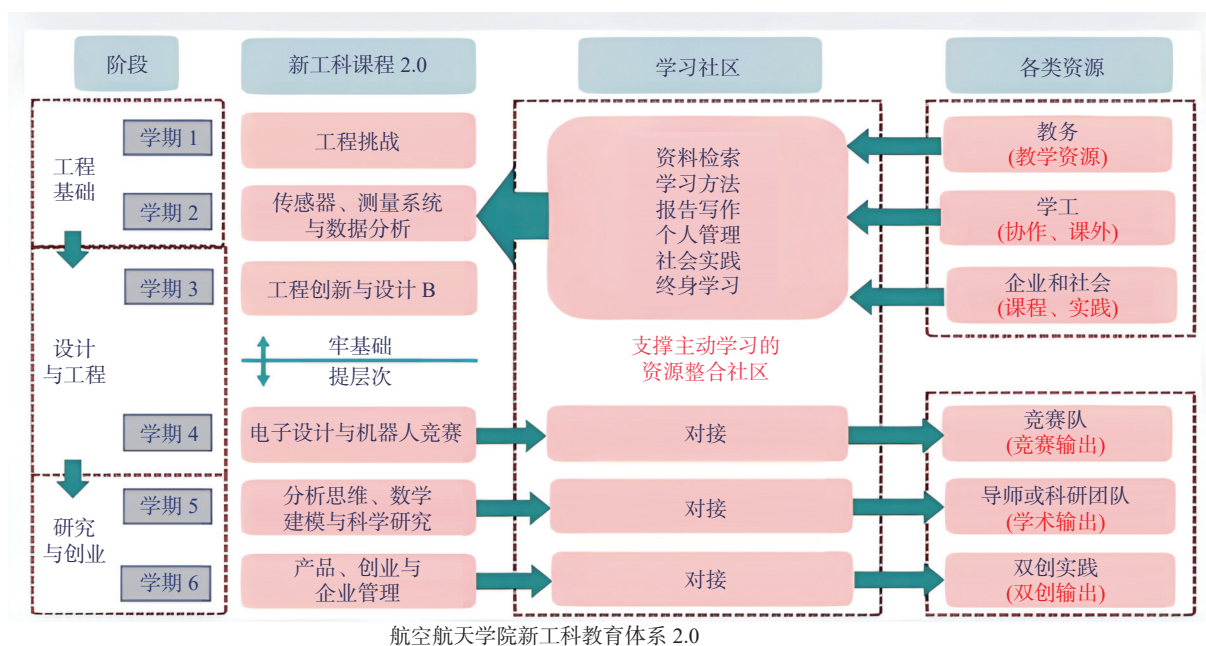 阶段
新工科课程 2.0
学习社区
各类资源
工程
基础
学期 1
学期 2
工程挑战
传感器、测量系统
与数据分析
资料检索
学习方法
报告写作
个人管理
社会实践
终身学习
教务
(教学资源)
学工
(协作、课外)
企业和社会
(课程、实践)
设计
与工程
学期 3
工程创新与设计 B
牢基础
提层次
支撑主动学习的
资源整合社区
学期 4
电子设计与机器人竞赛
对接
竞赛队
(竞赛输出)
研究
与创业
学期 5
分析思维、数学
建模与科学研究
对接
导师或科研团队
(学术输出)
学期 6
产品、创业与
企业管理
对接
双创实践
(双创输出)
航空航天学院新工科教育体系 2.0